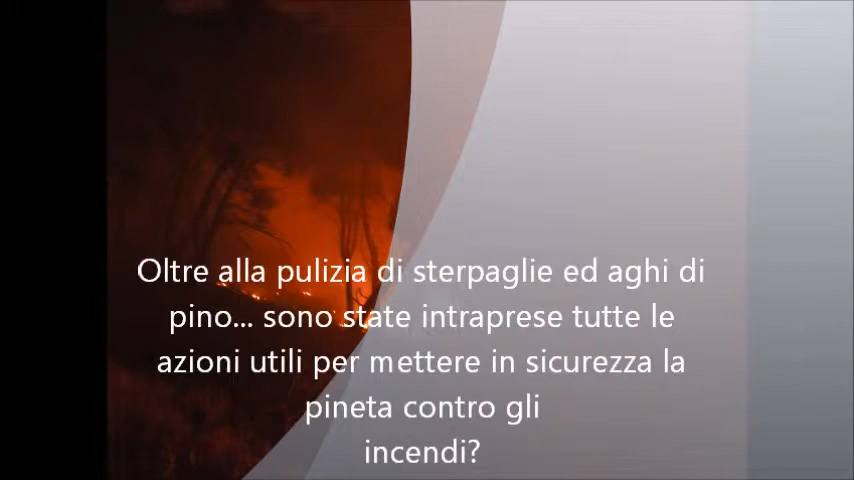 Oltre alla pulizia di sterpaglie ed aghi di
pino... sono state intraprese tutte le
azioni utili per mettere in sicurezza la
pineta contro gli
incendi?